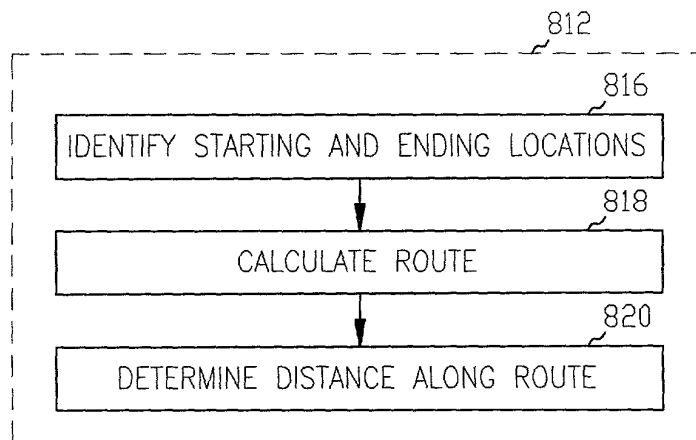 812
816
IDENTIFY STARTING AND ENDING LOCATIONS
818
CALCULATE ROUTE
820
DETERMINE DISTANCE ALONG ROUTE